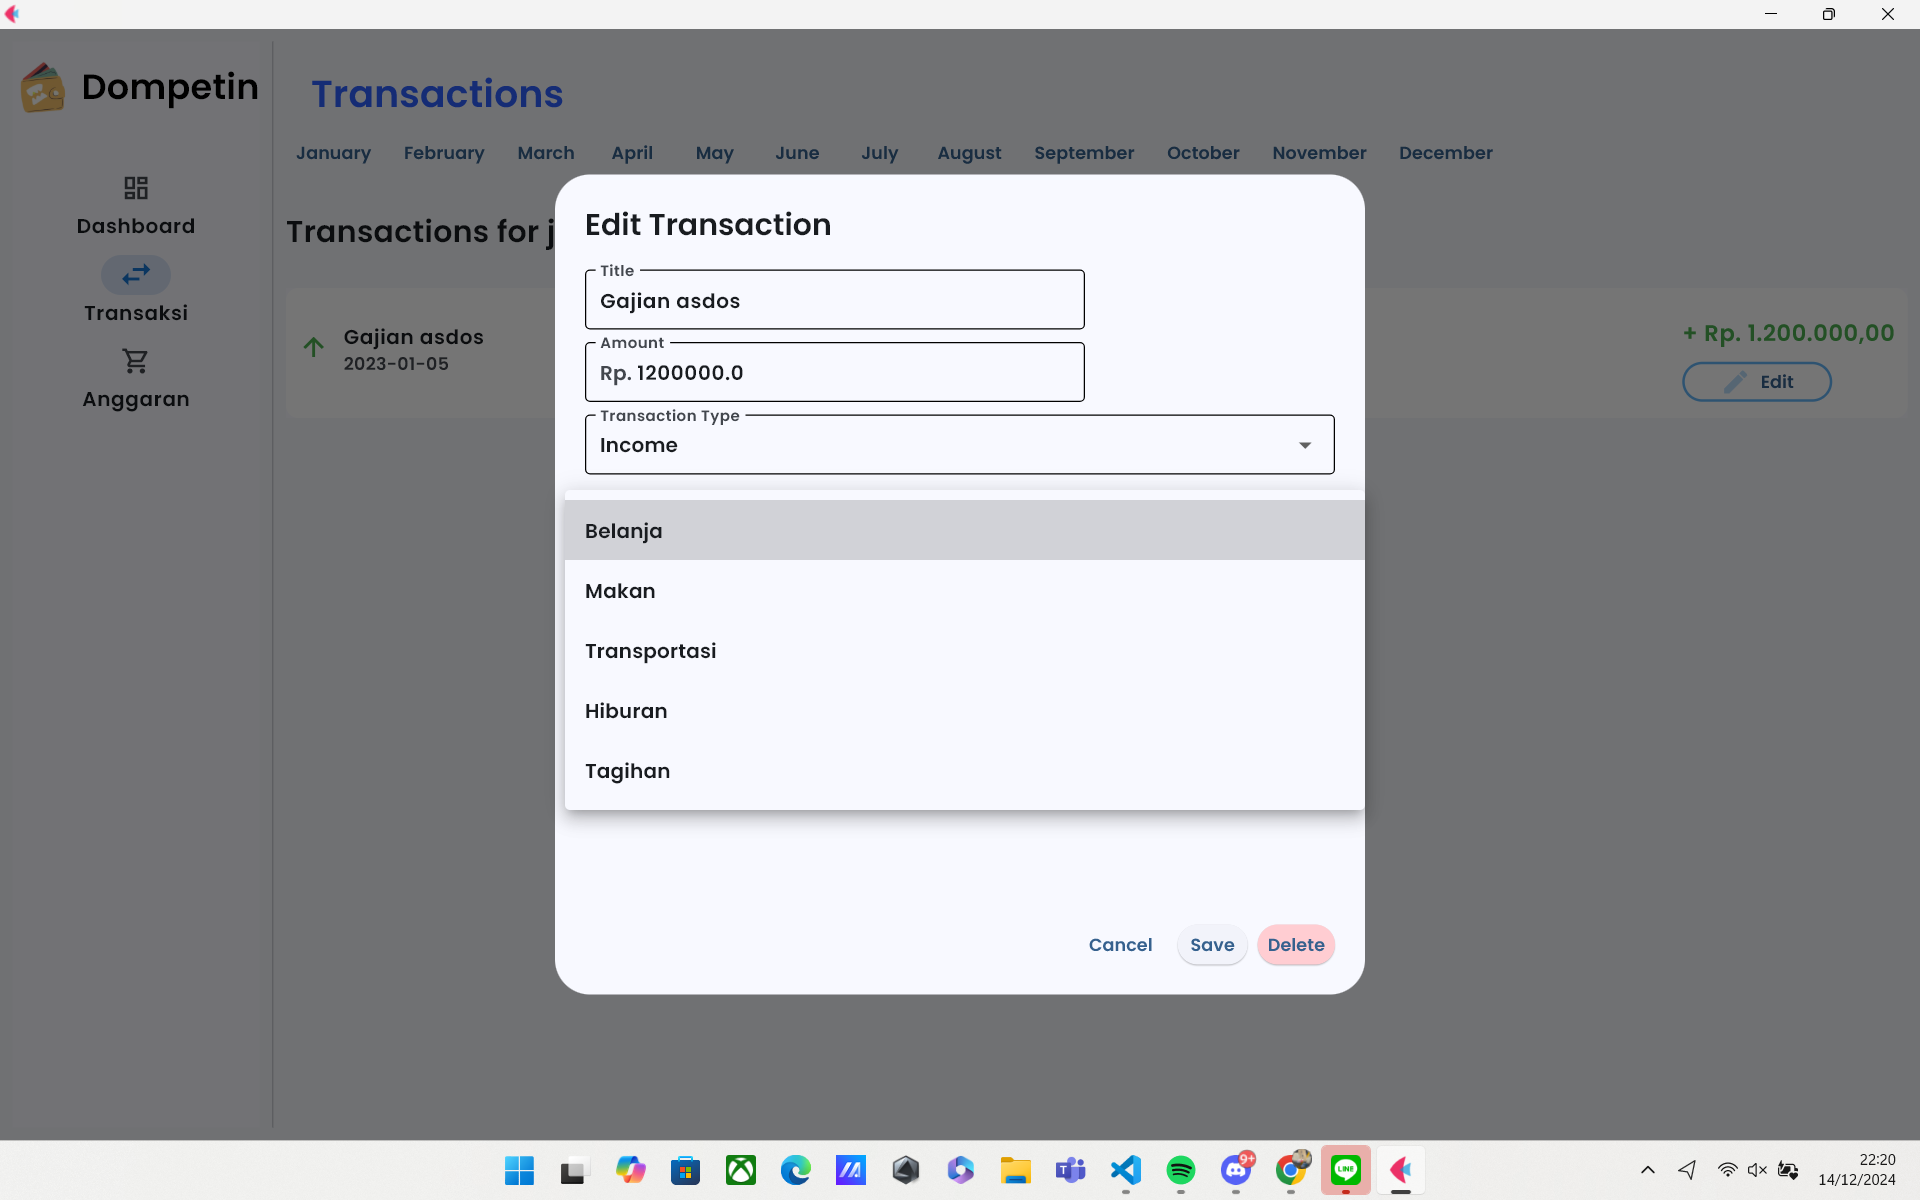 Dompetin
Transactions
January February March April May June July August September October November December
Dashboard
Transaksi
Anggaran
Transactions for j
Gajian asdos
2023-01-05
+ Rp. 1.200.000,00
Edit
Edit Transaction
Title
Gajian asdos
Amount
Rp. 1200000.0
Transaction Type
Income
Belanja
Makan
Transportasi
Hiburan
Tagihan
Cancel Save Delete
9+
LINE
22:20
14/12/2024